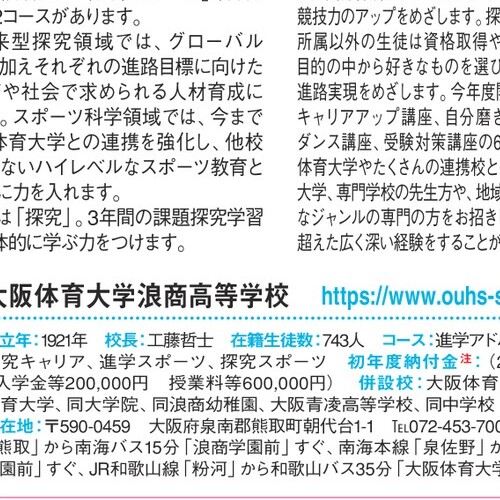 2コースがあります。
来型探究領域では、グローバル
加えそれぞれの進路目標に向けた
や社会で求められる人材育成に
。スポーツ科学領域では、今まで
体育大学との連携を強化し、他校
ないハイレベルなスポーツ教育と
に力を入れます。
は「探究」。3年間の課題探究学習
体的に学ぶ力をつけます。
競技力のアップをめざします。探
所属以外の生徒は資格取得や
目的の中から好きなものを選び
進路実現をめざします。今年度開
キャリアアップ講座、自分磨き
ダンス講座、受験対策講座の6
体育大学やたくさんの連携校と
大学、専門学校の先生方や、地域
なジャンルの専門の方をお招き
超えた広く深い経験をすることが
大阪体育大学浪商高等学校 https://www.ouhs-s
立年：1921年 校長：工藤哲士 在籍生徒数：743人 コース：進学アド
究キャリア、進学スポーツ、探究スポーツ 初年度納付金注：（2
入学金等200,000円 授業料等600,000円） 併設校：大阪体育
育大学、同大学院、同浪商幼稚園、大阪青凌高等学校、同中学校
在地：〒590-0459 大阪府泉南郡熊取町朝代台1-1 ℡072-453-700
熊取」から南海バス15分「浪商学園前」すぐ、南海本線「泉佐野」か
園前」すぐ、JR和歌山線「粉河」から和歌山バス35分「大阪体育大学